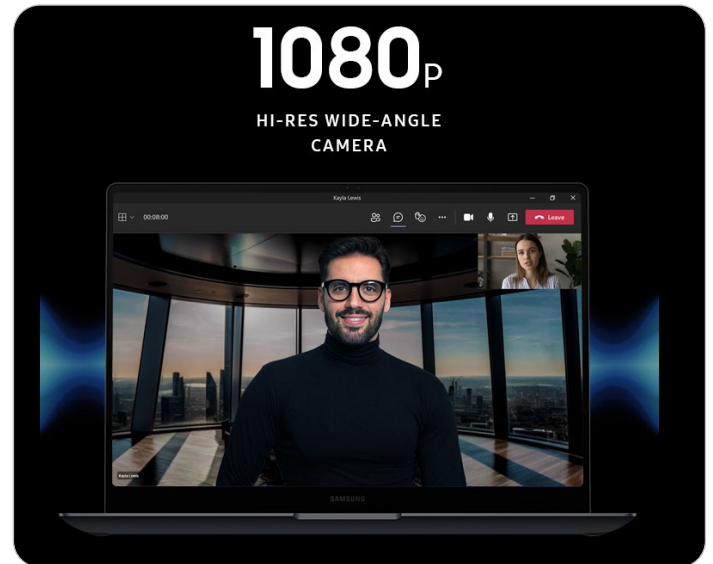 1080P
HI-RES WIDE-ANGLE
CAMERA
Kayla Lewis
00:08:00
Leave
Kayla Lewis
SAMSUNG